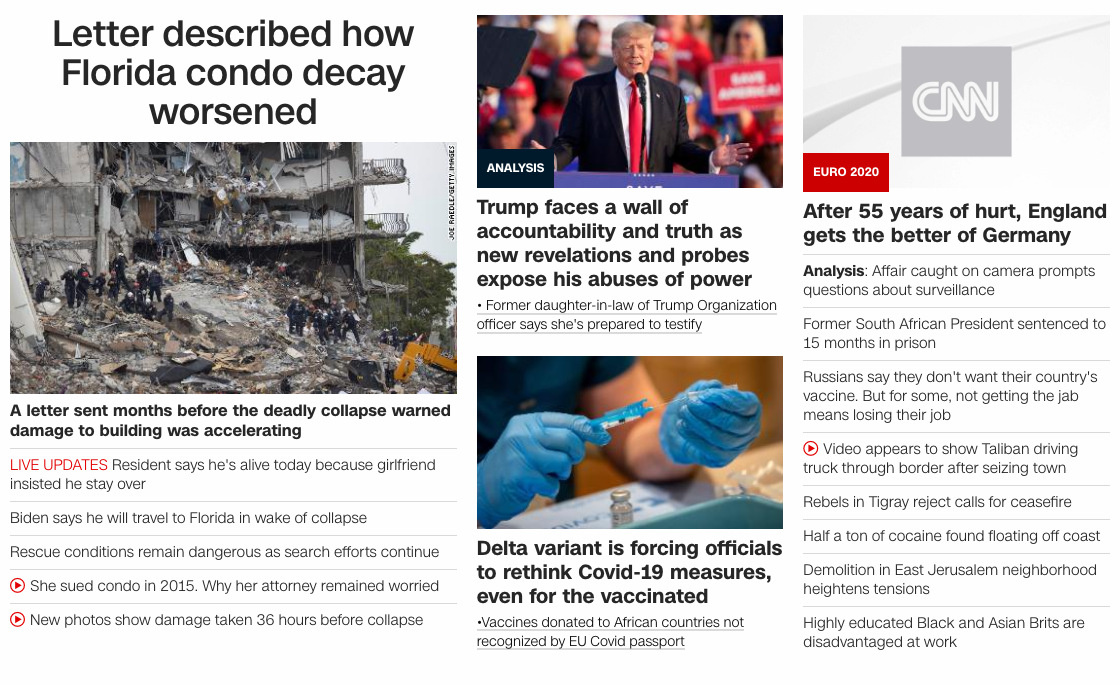 Letter described how
Florida condo decay
worsened
JOE RAEDLE/GETTY IMAGES
A letter sent months before the deadly collapse warned
damage to building was accelerating
LIVE UPDATES Resident says he's alive today because girlfriend
insisted he stay over
Biden says he will travel to Florida in wake of collapse
Rescue conditions remain dangerous as search efforts continue
She sued condo in 2015. Why her attorney remained worried
New photos show damage taken 36 hours before collapse
SAVE
AMERICA!
ANALYSIS
SAVE
Trump faces a wall of
accountability and truth as
new revelations and probes
expose his abuses of power
• Former daughter-in-law of Trump Organization
officer says she's prepared to testify
Delta variant is forcing officials
to rethink Covid-19 measures,
even for the vaccinated
•Vaccines donated to African countries not
recognized by EU Covid passport
CNN
EURO 2020
After 55 years of hurt, England
gets the better of Germany
Analysis: Affair caught on camera prompts
questions about surveillance
Former South African President sentenced to
15 months in prison
Russians say they don't want their country's
vaccine. But for some, not getting the jab
means losing their job
Video appears to show Taliban driving
truck through border after seizing town
Rebels in Tigray reject calls for ceasefire
Half a ton of cocaine found floating off coast
Demolition in East Jerusalem neighborhood
heightens tensions
Highly educated Black and Asian Brits are
disadvantaged at work